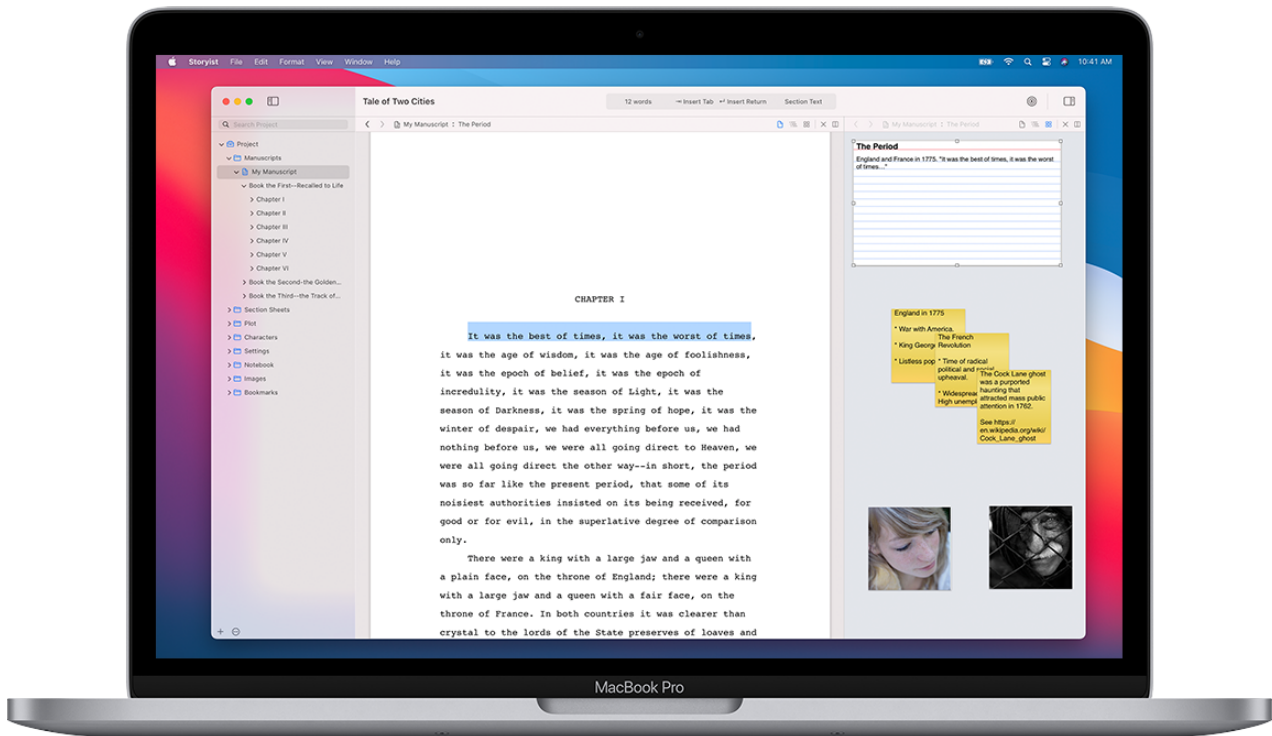 Storyist File Edit Format View Window Help 10:41 AM
Tale of Two Cities
12 words Insert Tab Insert Return Section Text
Search Project
My Manuscript : The Period
My Manuscript : The Period
Project
Manuscripts
My Manuscript
Book the First--Recalled to Life
Chapter I
Chapter II
Chapter III
Chapter IV
Chapter V
Chapter VI
Book the Second-the Golden...
Book the Third--the Track of...
Section Sheets
Plot
Characters
Settings
Notebook
Images
Bookmarks
CHAPTER I
It was the best of times, it was the worst of times,
it was the age of wisdom, it was the age of foolishness,
it was the epoch of belief, it was the epoch of
incredulity, it was the season of Light, it was the
season of Darkness, it was the spring of hope, it was the
winter of despair, we had everything before us, we had
nothing before us, we were all going direct to Heaven, we
were all going direct the other way--in short, the period
was so far like the present period, that some of its
noisiest authorities insisted on its being received, for
good or for evil, in the superlative degree of comparison
only.
There were a king with a large jaw and a queen with
a plain face, on the throne of England; there were a king
with a large jaw and a queen with a fair face, on the
throne of France. In both countries it was clearer than
crystal to the lords of the State preserves of loaves and
The Period
England and France in 1775. "It was the best of times, it was the worst
of times..."
England in 1775
* War with America.
* King George
* Listless pop
The French
Revolution
* Time of radical
political and social
upheaval.
* Widespread
High unempl
The Cock Lane ghost
was a purported
haunting that
attracted mass public
attention in 1762.
See https://
en.wikipedia.org/wiki/
Cock_Lane_ghost
MacBook Pro